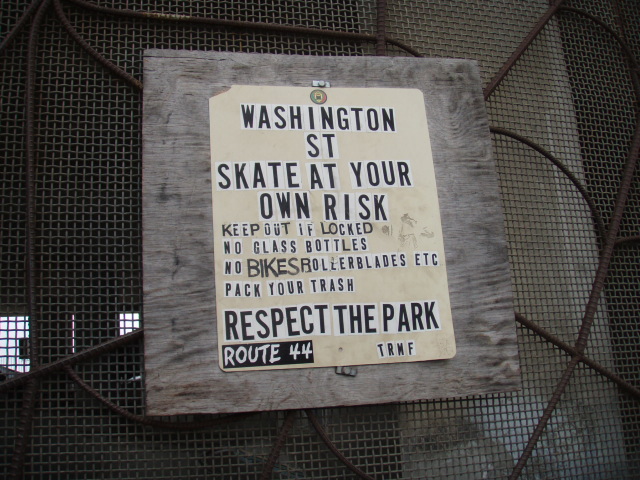 WASHINGTON
ST
SKATE AT YOUR
OWN RISK
KEEP OUT IF LOCKED
NO GLASS BOTTLES
NO BIKES ROLLERBLADES ETC
PACK YOUR TRASH
RESPECT THE PARK
ROUTE 44 TRNF